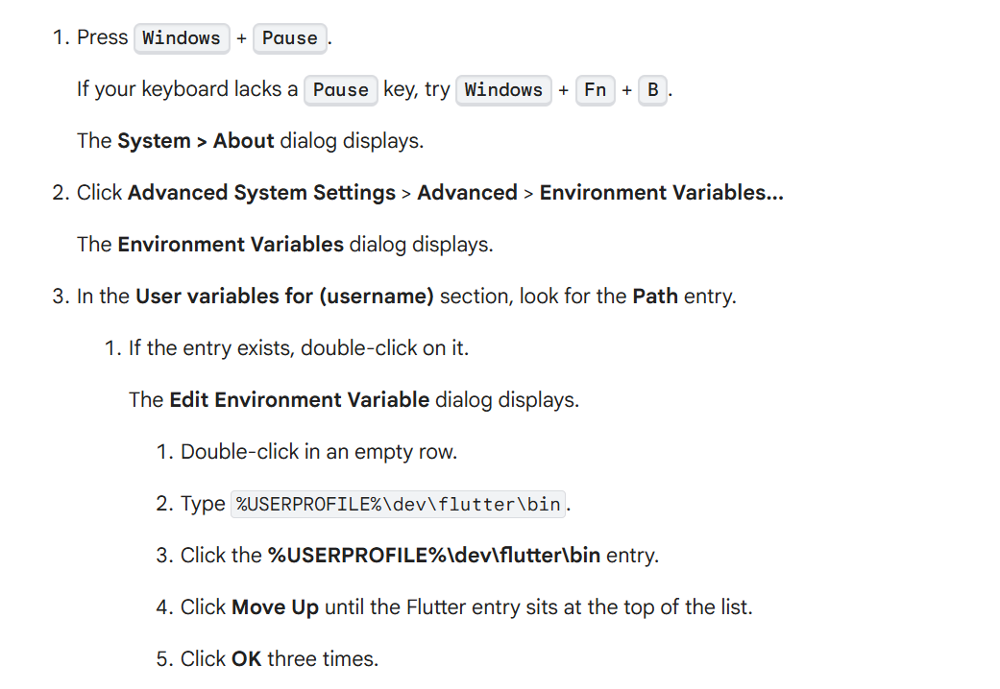 1. Press Windows + Pause.
If your keyboard lacks a Pause key, try Windows + Fn + B.
The System > About dialog displays.
2. Click Advanced System Settings > Advanced > Environment Variables...
The Environment Variables dialog displays.
3. In the User variables for (username) section, look for the Path entry.
1. If the entry exists, double-click on it.
The Edit Environment Variable dialog displays.
1. Double-click in an empty row.
2. Type %USERPROFILE%\dev\flutter\bin.
3. Click the %USERPROFILE%\dev\flutter\bin entry.
4. Click Move Up until the Flutter entry sits at the top of the list.
5. Click OK three times.